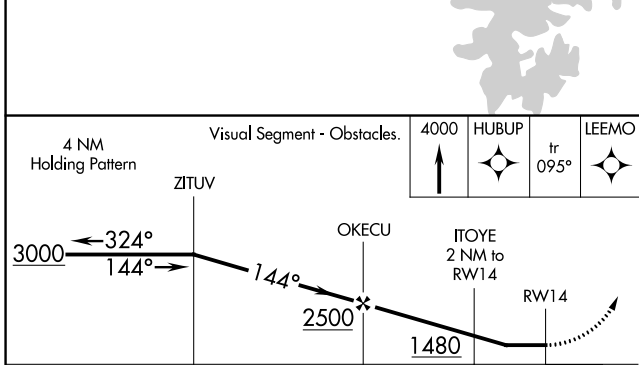 4 NM
Holding Pattern
Visual Segment - Obstacles.
4000
HUBUP
tr
095°
LEEMO
ZITUV
OKECU
ITOYE
2 NM to
RW14
RW14
3000
324°
144°
144°
2500
1480